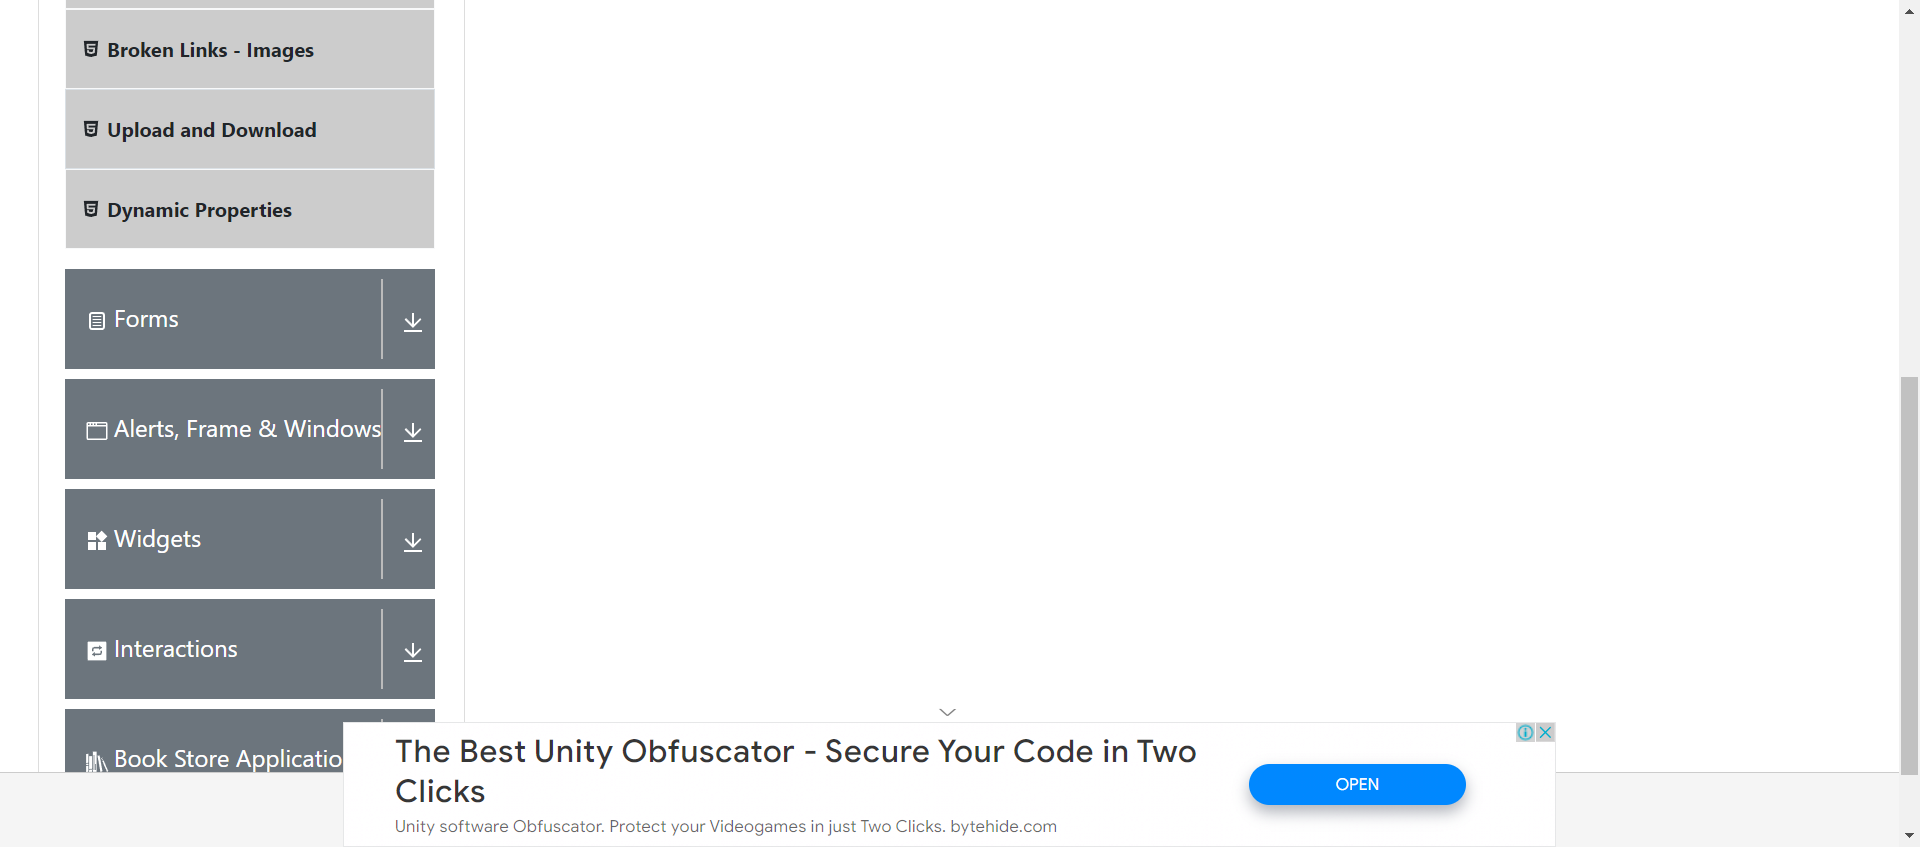 Broken Links - Images
Upload and Download
Dynamic Properties
Forms
Alerts, Frame & Windows
Widgets
Interactions
Book Store Applicatio
The Best Unity Obfuscator - Secure Your Code in Two
Clicks
OPEN
Unity software Obfuscator. Protect your Videogames in just Two Clicks. bytehide.com